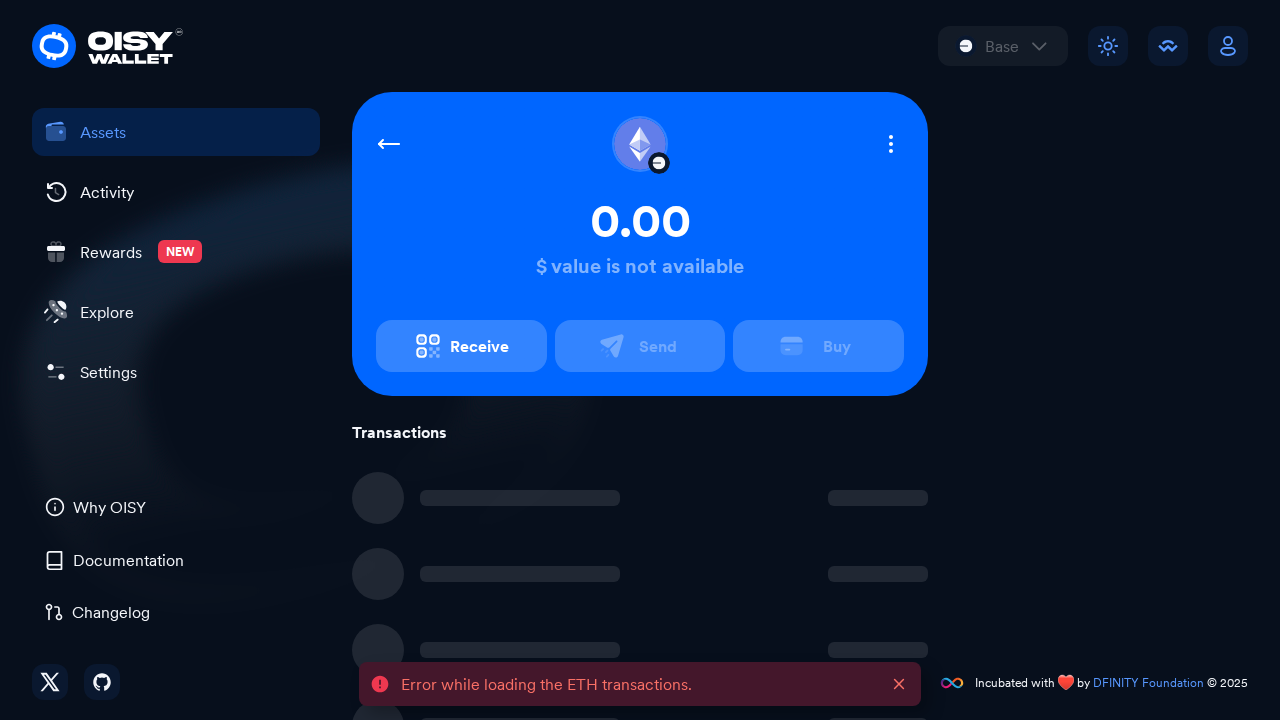 OISY
WALLET
Base
Assets
Activity
Rewards NEW
Explore
Settings
Why OISY
Documentation
Changelog
0.00
$ value is not available
Receive
Send
Buy
Transactions
Error while loading the ETH transactions.
Incubated with ❤️ by DFINITY Foundation © 2025